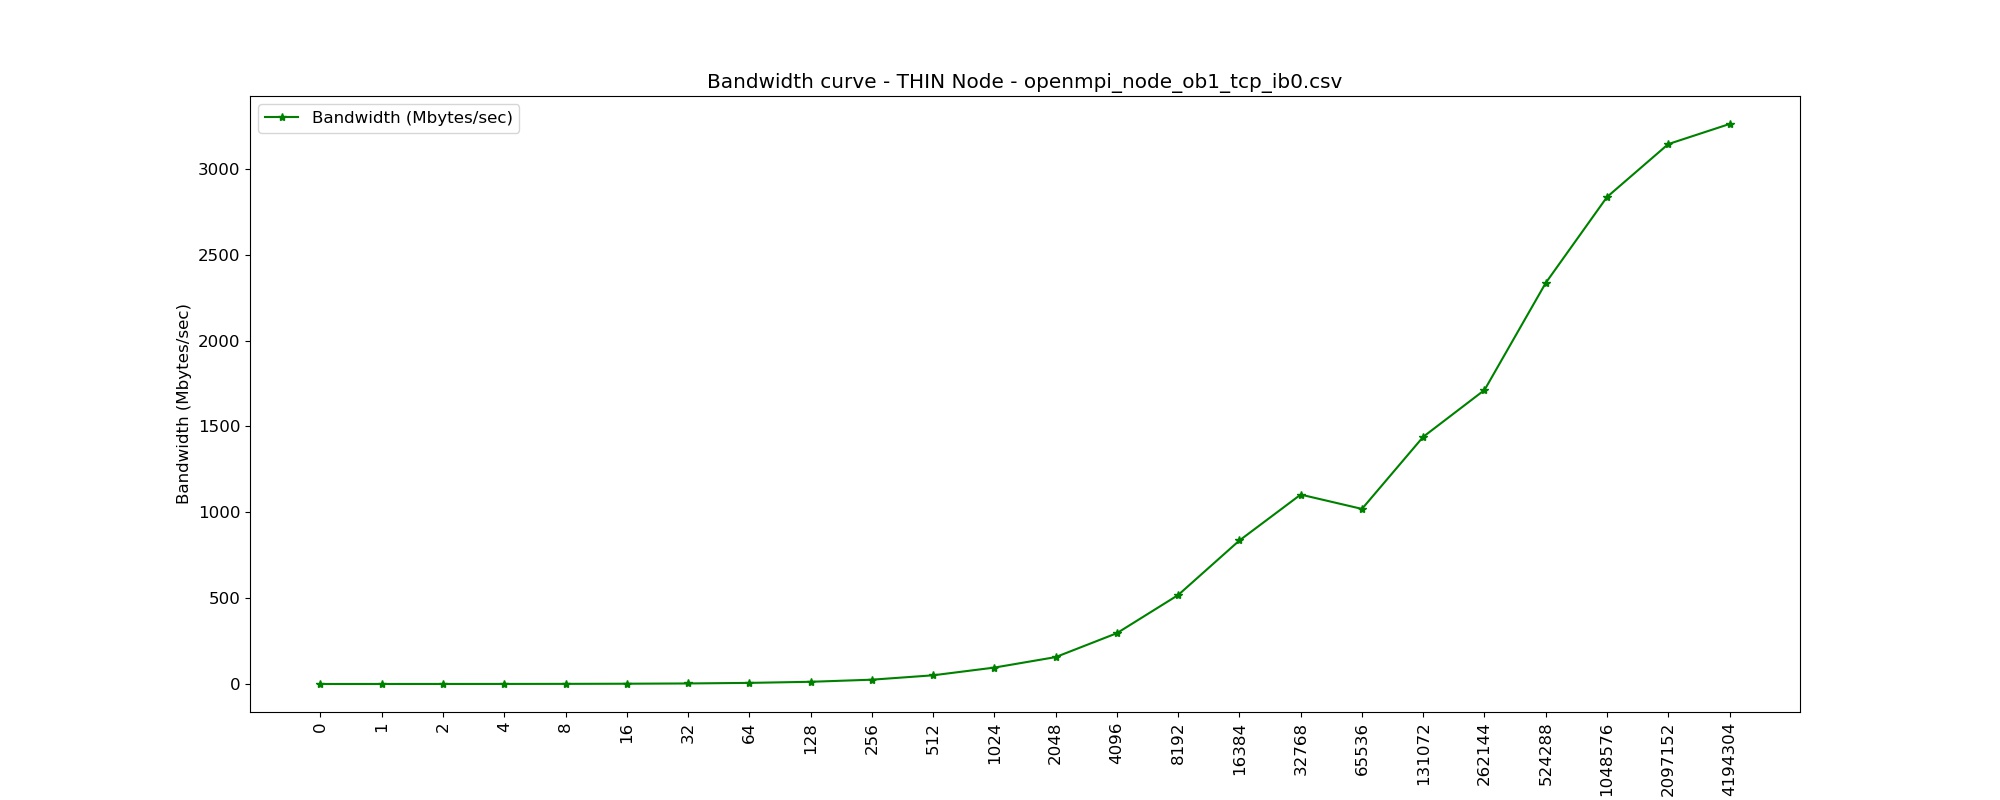 Bandwidth curve - THIN Node - openmpi_node_ob1_tcp_ib0.csv
Bandwidth (Mbytes/sec)
Bandwidth (Mbytes/sec)
3000
2500
2000
1500
1000
500
0
0 1 2 4 8 16 32 64 128 256 512 1024 2048 4096 8192 16384 32768 65536 131072 262144 524288 1048576 2097152 4194304